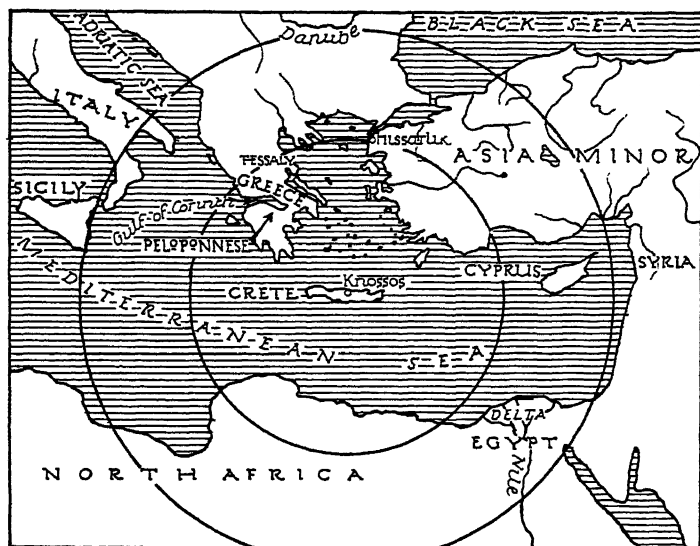 BLACK SEA
Danube
ADRIATIC SEA
ITALY
HISSARLIK
ASIA MINOR
TESSALY
GREECE
SICILY
Gulf-of-Corinth
PELOPONNESE
SYRIA
CYPRUS
Knossos
CRETE
MEDITERRANEAN SEA
DELTA
EGYPT
Nile
NORTH AFRICA